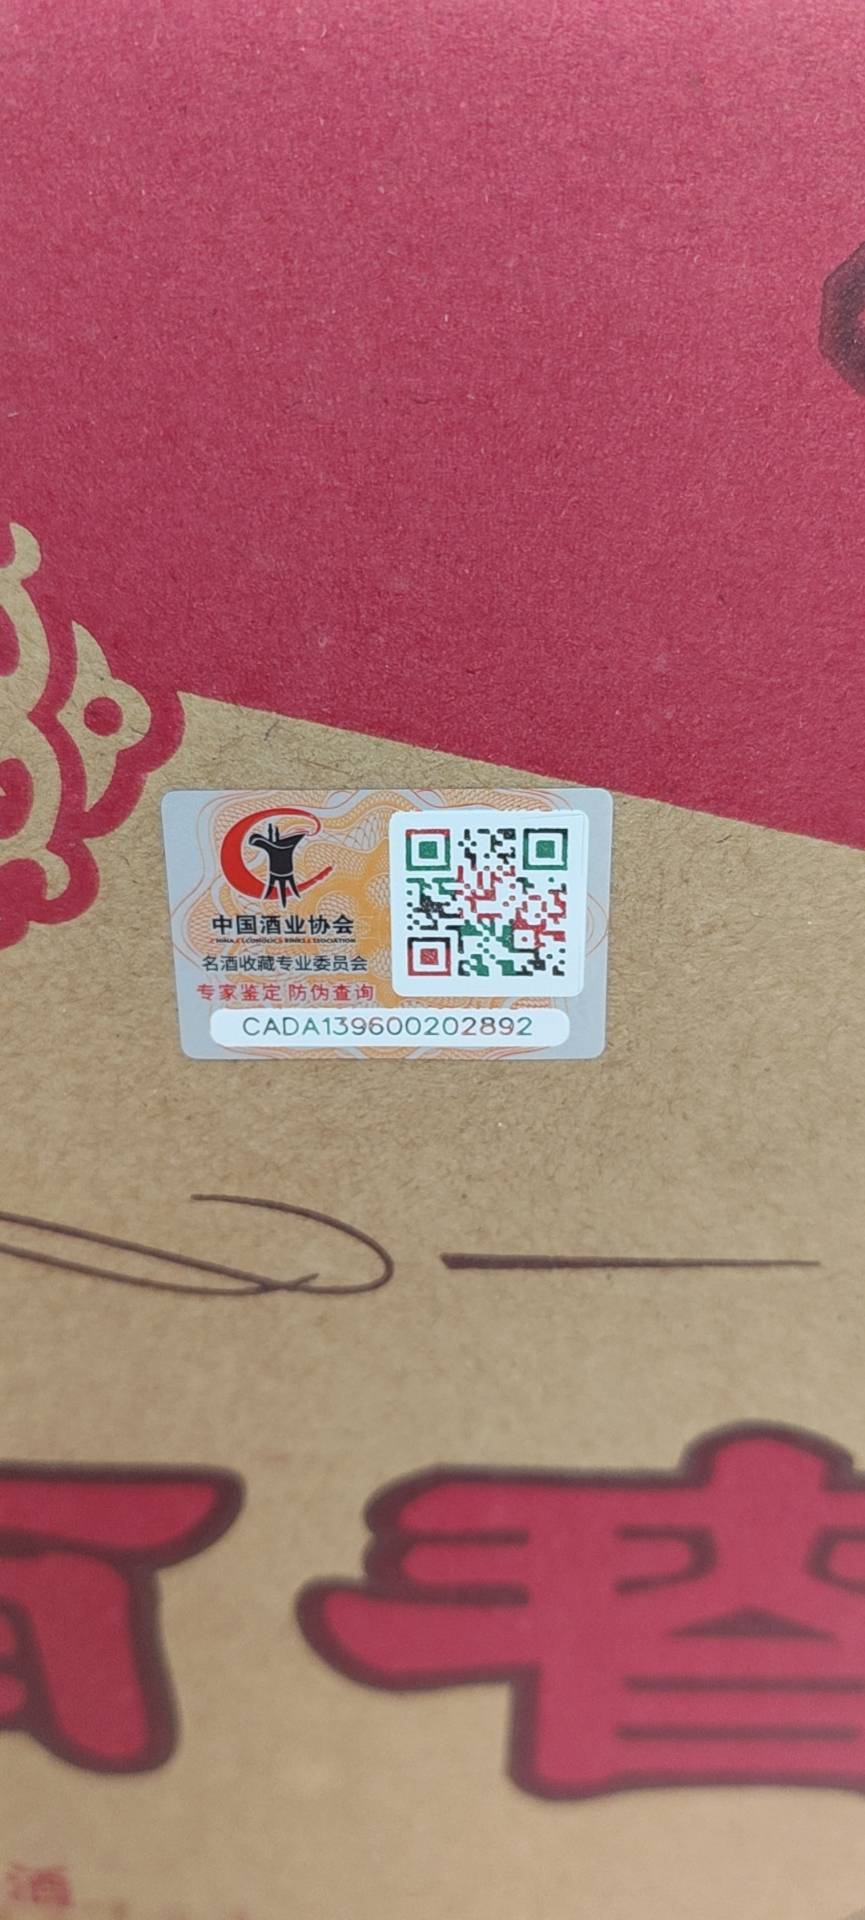 中国酒业协会
名酒收藏专业委员会
专家鉴定 防伪查询
CADA139600202892
酒